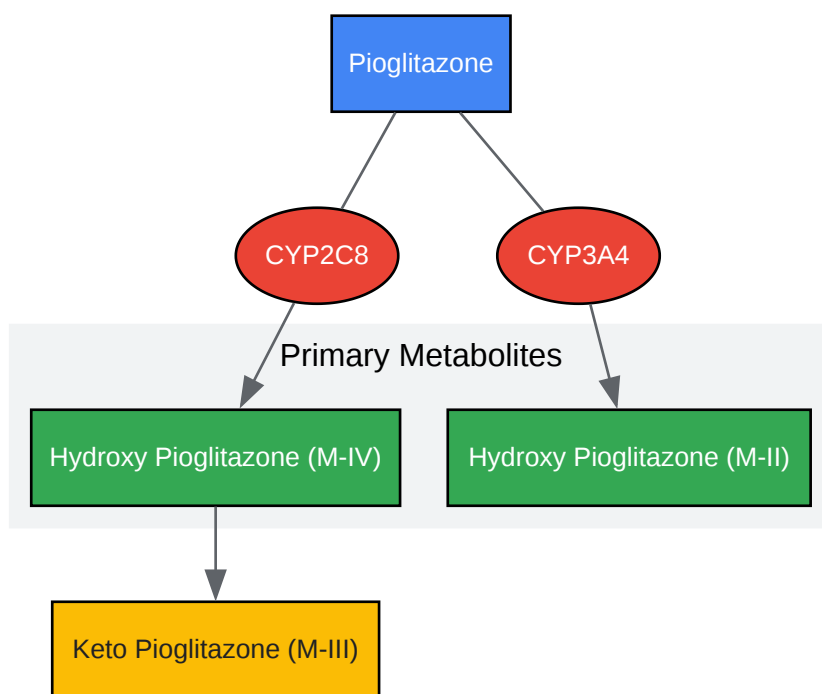 Pioglitazone
CYP2C8
CYP3A4
Primary Metabolites
Hydroxy Pioglitazone (M-IV)
Hydroxy Pioglitazone (M-II)
Keto Pioglitazone (M-III)